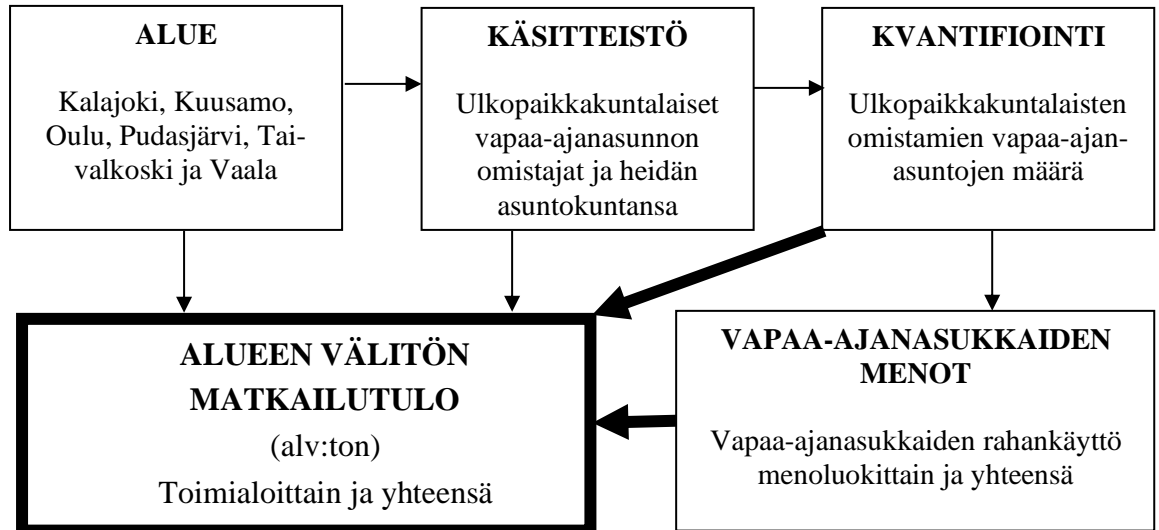 ALUE
Kalajoki, Kuusamo,
Oulu, Pudasjärvi, Tai-
valkoski ja Vaala
KÄSITTEISTÖ
Ulkopaikkakuntalaiset
vapaa-ajanasunnon
omistajat ja heidän
asuntokuntansa
KVANTIFIOINTI
Ulkopaikkakuntalaisten
omistamien vapaa-ajan-
asuntojen määrä
ALUEEN VÄLITÖN
MATKAILUTULO
(alv:ton)
Toimialoittain ja yhteensä
VAPAA-AJANASUKKAIDEN
MENOT
Vapaa-ajanasukkaiden rahankäyttö
menoluokittain ja yhteensä